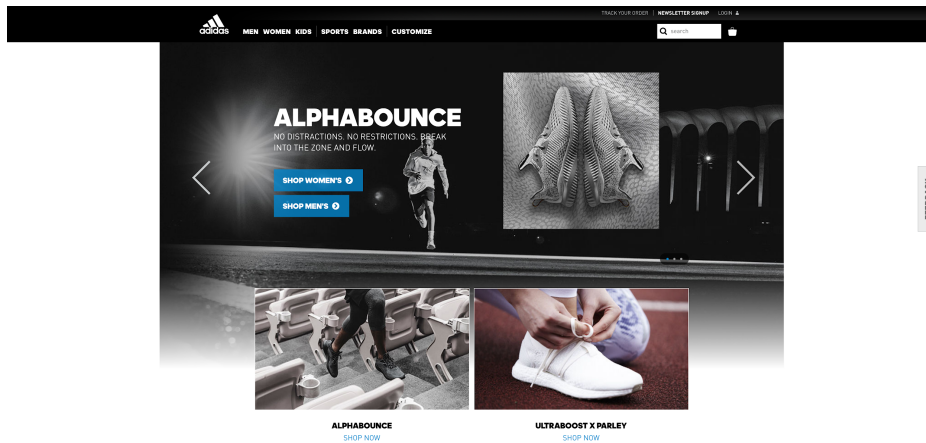 TRACK YOUR ORDER | NEWSLETTER SIGNUP LOGIN
adidas
MEN WOMEN KIDS | SPORTS BRANDS | CUSTOMIZE
search
ALPHABOUNCE
NO DISTRACTIONS. NO RESTRICTIONS. BREAK
INTO THE ZONE AND FLOW.
SHOP WOMEN'S
SHOP MEN'S
ALPHABOUNCE
SHOP NOW
ULTRABOOST X PARLEY
SHOP NOW